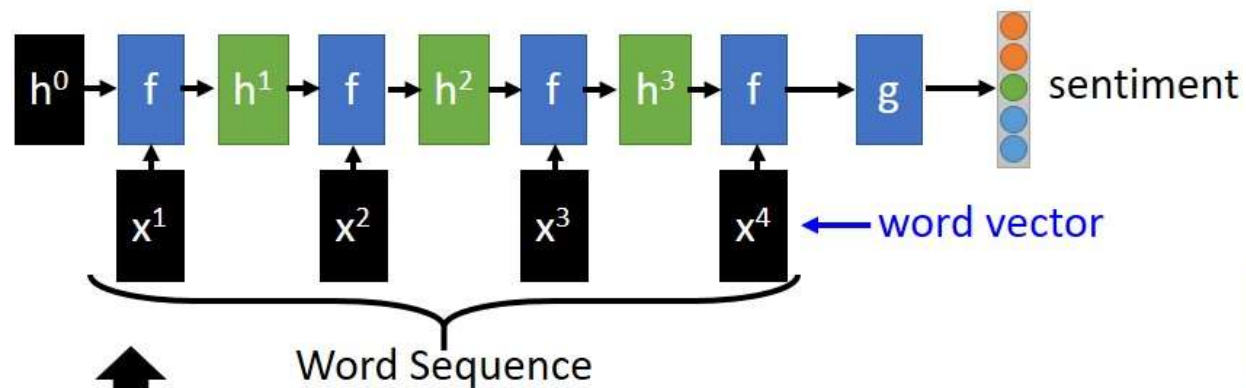 h⁰ f h¹ f h² f h³ f g sentiment
x¹ x² x³ x⁴ word vector
Word Sequence